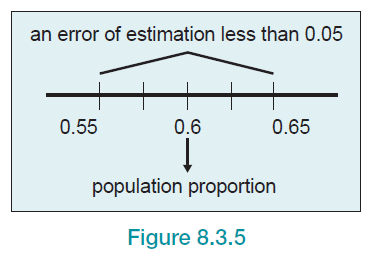 an error of estimation less than 0.05
0.55 0.6 0.65
population proportion
Figure 8.3.5